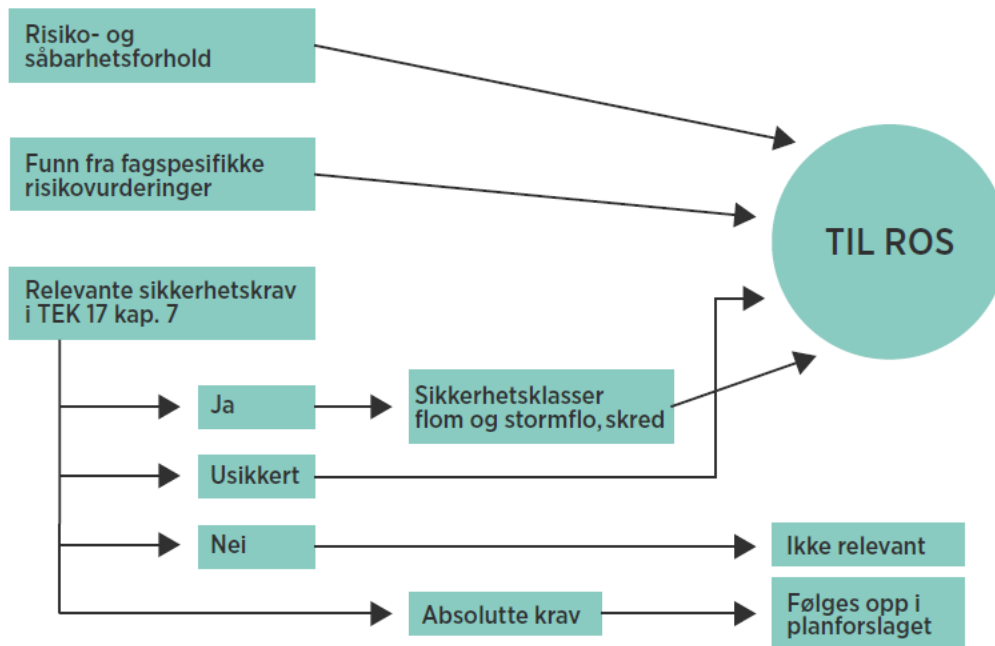 Risiko- og
såbarhetsforhold
Funn fra fagspesifikke
risikovurderinger
TIL ROS
Relevante sikkerhetskrav
i TEK 17 kap. 7
Ja
Sikkerhetsklasser
flom og stormflo, skred
Usikkert
Nei
Ikke relevant
Absolutte krav
Følges opp i
planforslaget